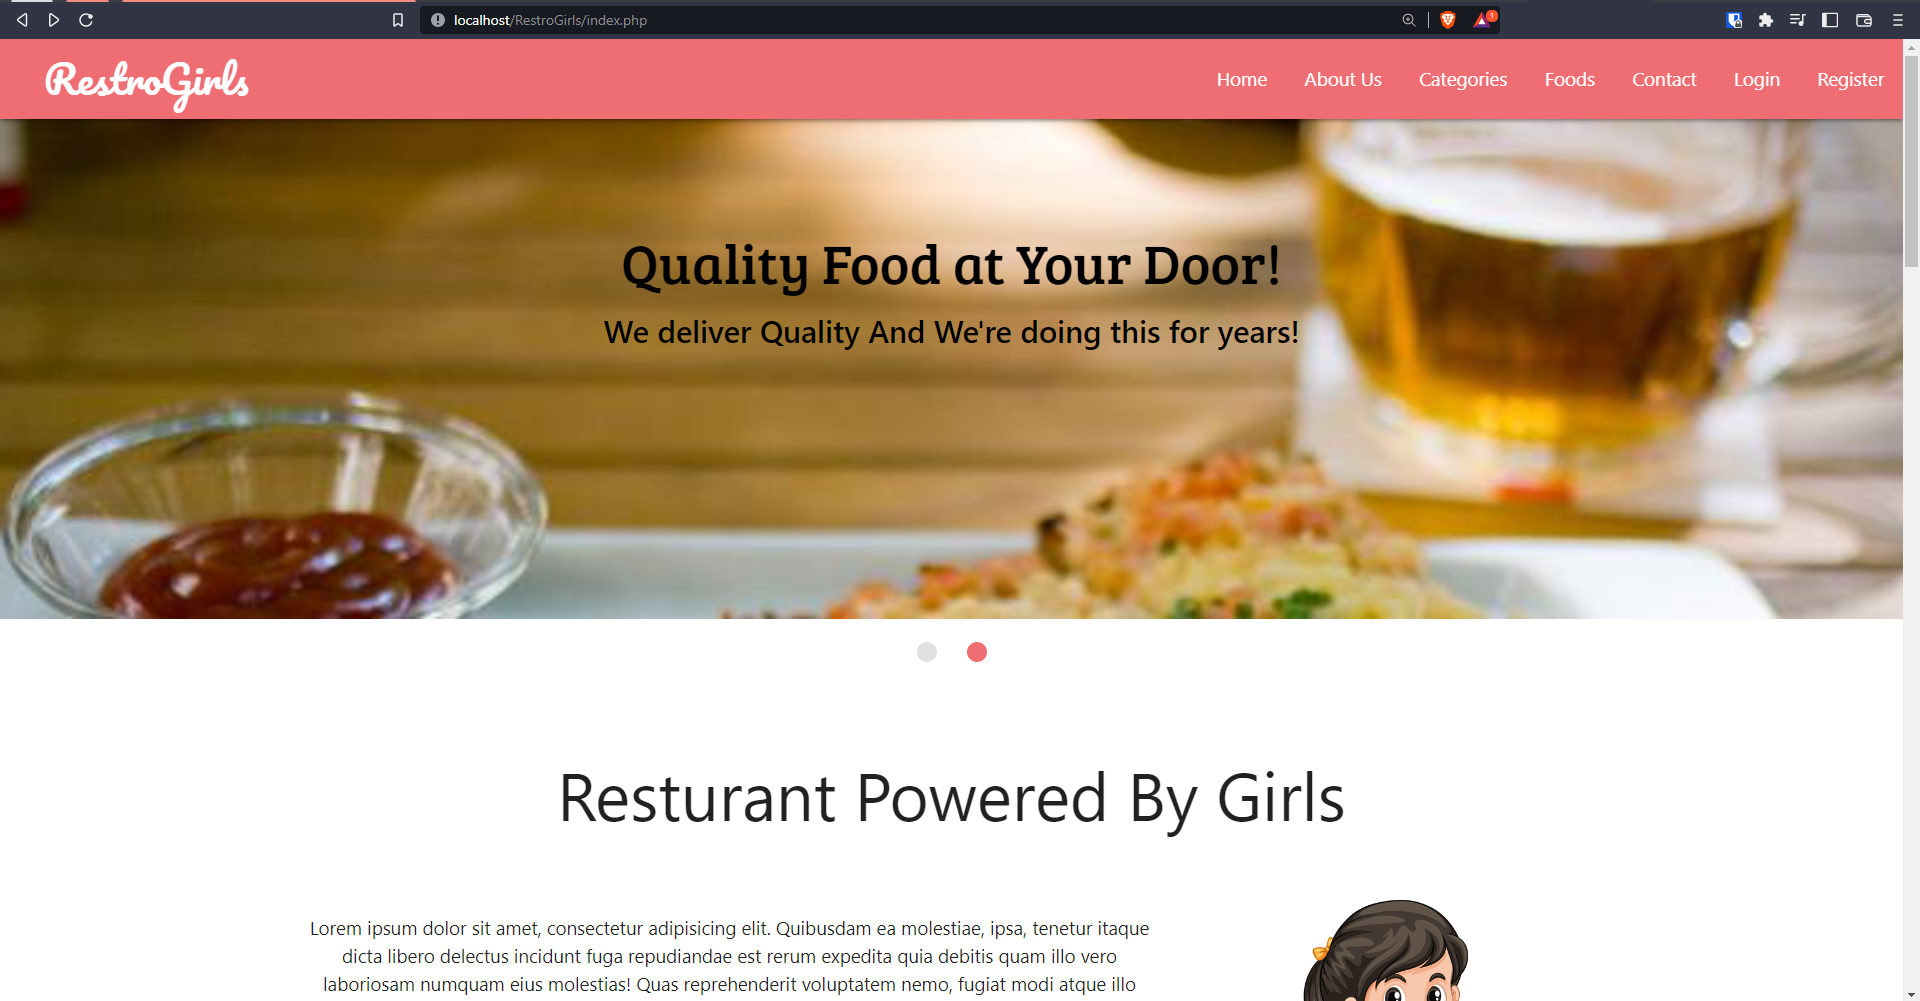 localhost/RestroGirls/index.php
1
RestroGirls
Home About Us Categories Foods Contact Login Register
Quality Food at Your Door!
We deliver Quality And We're doing this for years!
Resturant Powered By Girls
Lorem ipsum dolor sit amet, consectetur adipisicing elit. Quibusdam ea molestiae, ipsa, tenetur itaque
dicta libero delectus incidunt fuga repudiandae est rerum expedita quia debitis quam illo vero
laboriosam numquam eius molestias! Quas reprehenderit voluptatem nemo, fugiat modi atque illo